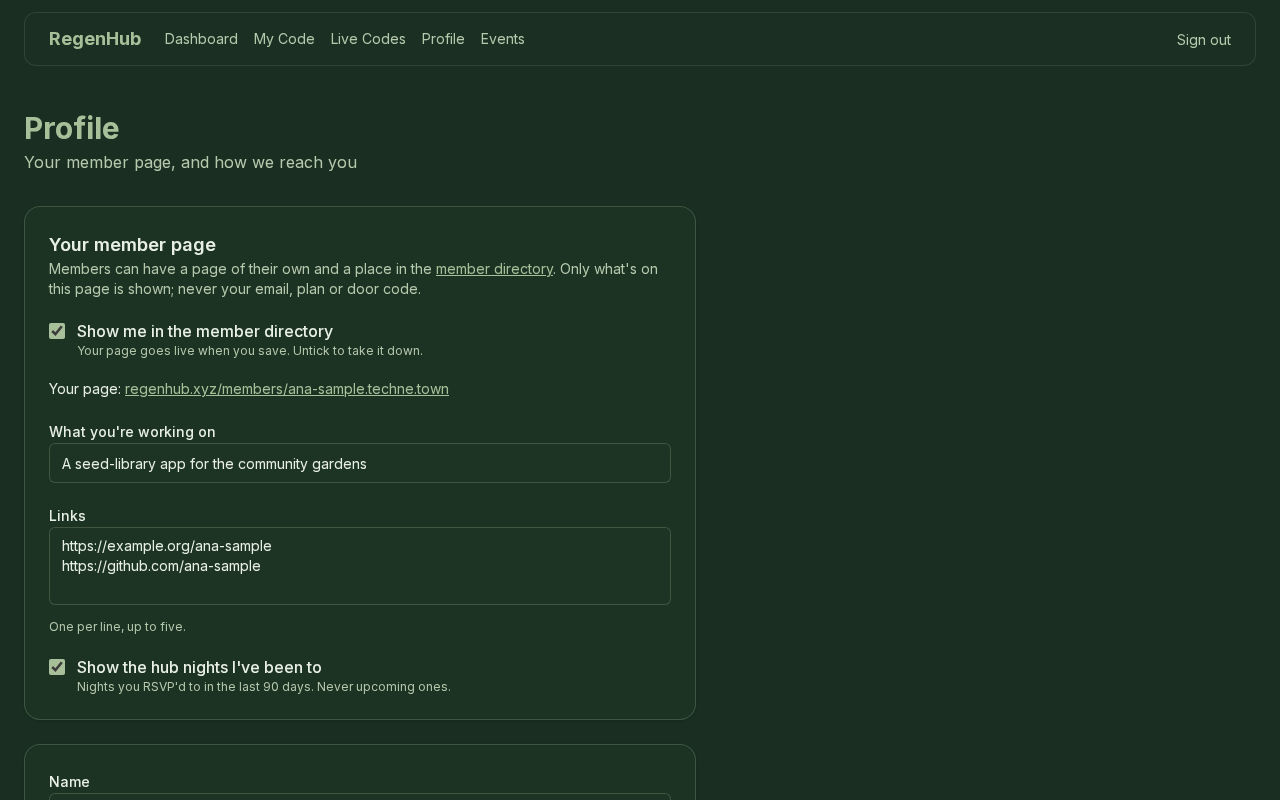 RegenHub Dashboard My Code Live Codes Profile Events Sign out
Profile
Your member page, and how we reach you
Your member page
Members can have a page of their own and a place in the member directory. Only what's on
this page is shown; never your email, plan or door code.
Show me in the member directory
Your page goes live when you save. Untick to take it down.
Your page: regenhub.xyz/members/ana-sample.techne.town
What you're working on
A seed-library app for the community gardens
Links
https://example.org/ana-sample
https://github.com/ana-sample
One per line, up to five.
Show the hub nights I've been to
Nights you RSVP'd to in the last 90 days. Never upcoming ones.
Name